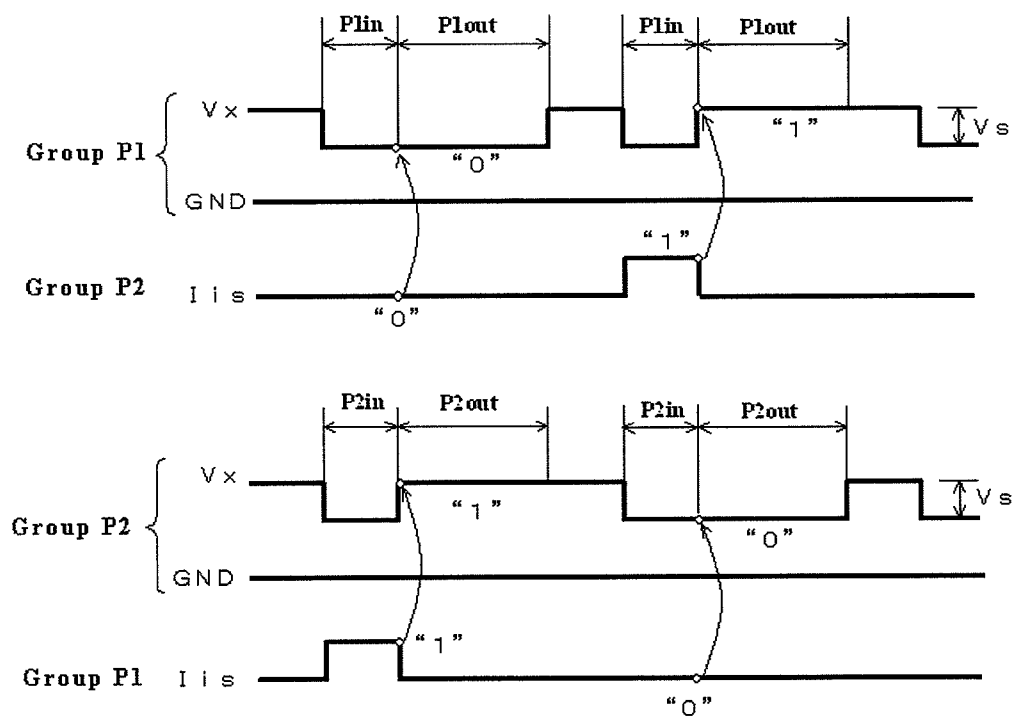 P1in P1out P1in P1out
Vx
"0" "1" Vs
Group P1
GND
"1"
Group P2 Iis
"0"
P2in P2out P2in P2out
Vx
"1" Vs
Group P2 "0"
GND
"1"
Group P1 Iis
"0"